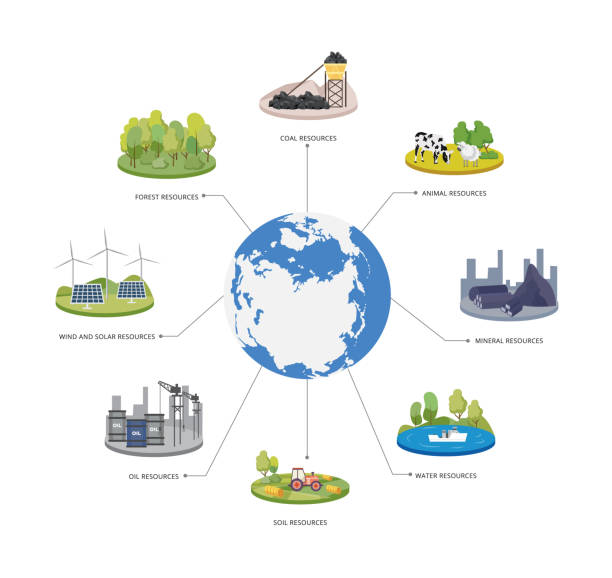 COAL RESOURCES
FOREST RESOURCES
ANIMAL RESOURCES
WIND AND SOLAR RESOURCES
MINERAL RESOURCES
OIL
OIL
OIL
OIL RESOURCES
WATER RESOURCES
SOIL RESOURCES